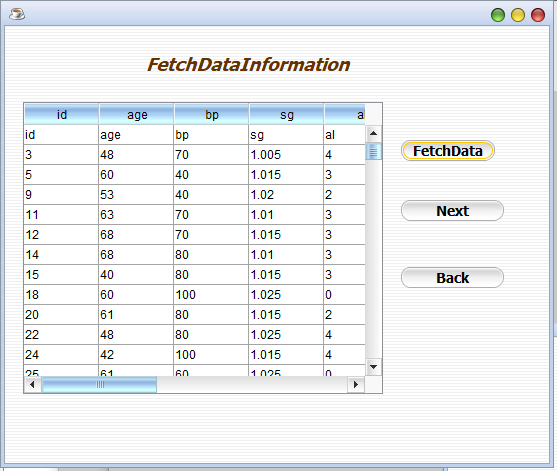 FetchDataInformation
id age bp sg a
id age bp sg al
3 48 70 1.005 4
5 60 40 1.015 3
9 53 40 1.02 2
11 63 70 1.01 3
12 68 70 1.015 3
14 68 80 1.01 3
15 40 80 1.015 3
18 60 100 1.025 0
20 61 80 1.015 2
22 48 80 1.025 4
24 42 100 1.015 4
25 61 60 1.025 0
FetchData
Next
Back